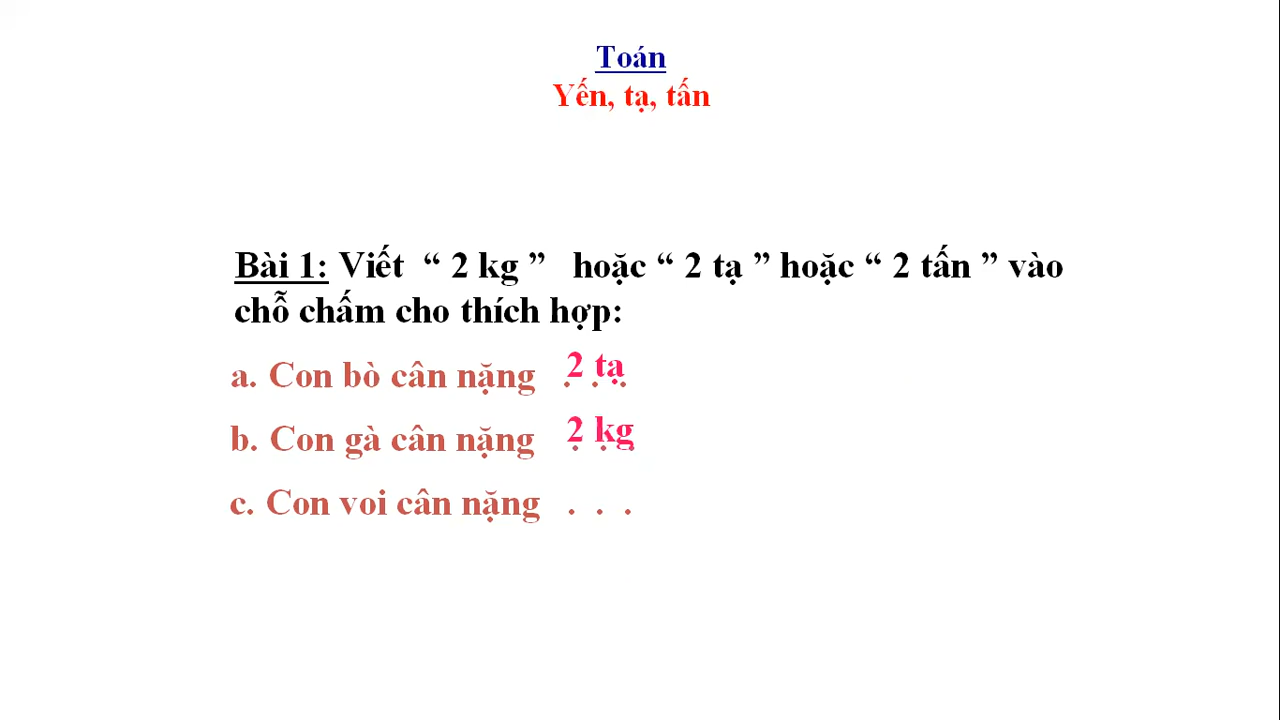 Toán
Yến, tạ, tấn
Bài 1: Viết “ 2 kg ” hoặc “ 2 tạ ” hoặc “ 2 tấn ” vào
chỗ chấm cho thích hợp:
a. Con bò cân nặng . . . 2 tạ
b. Con gà cân nặng . . . 2 kg
c. Con voi cân nặng . . .